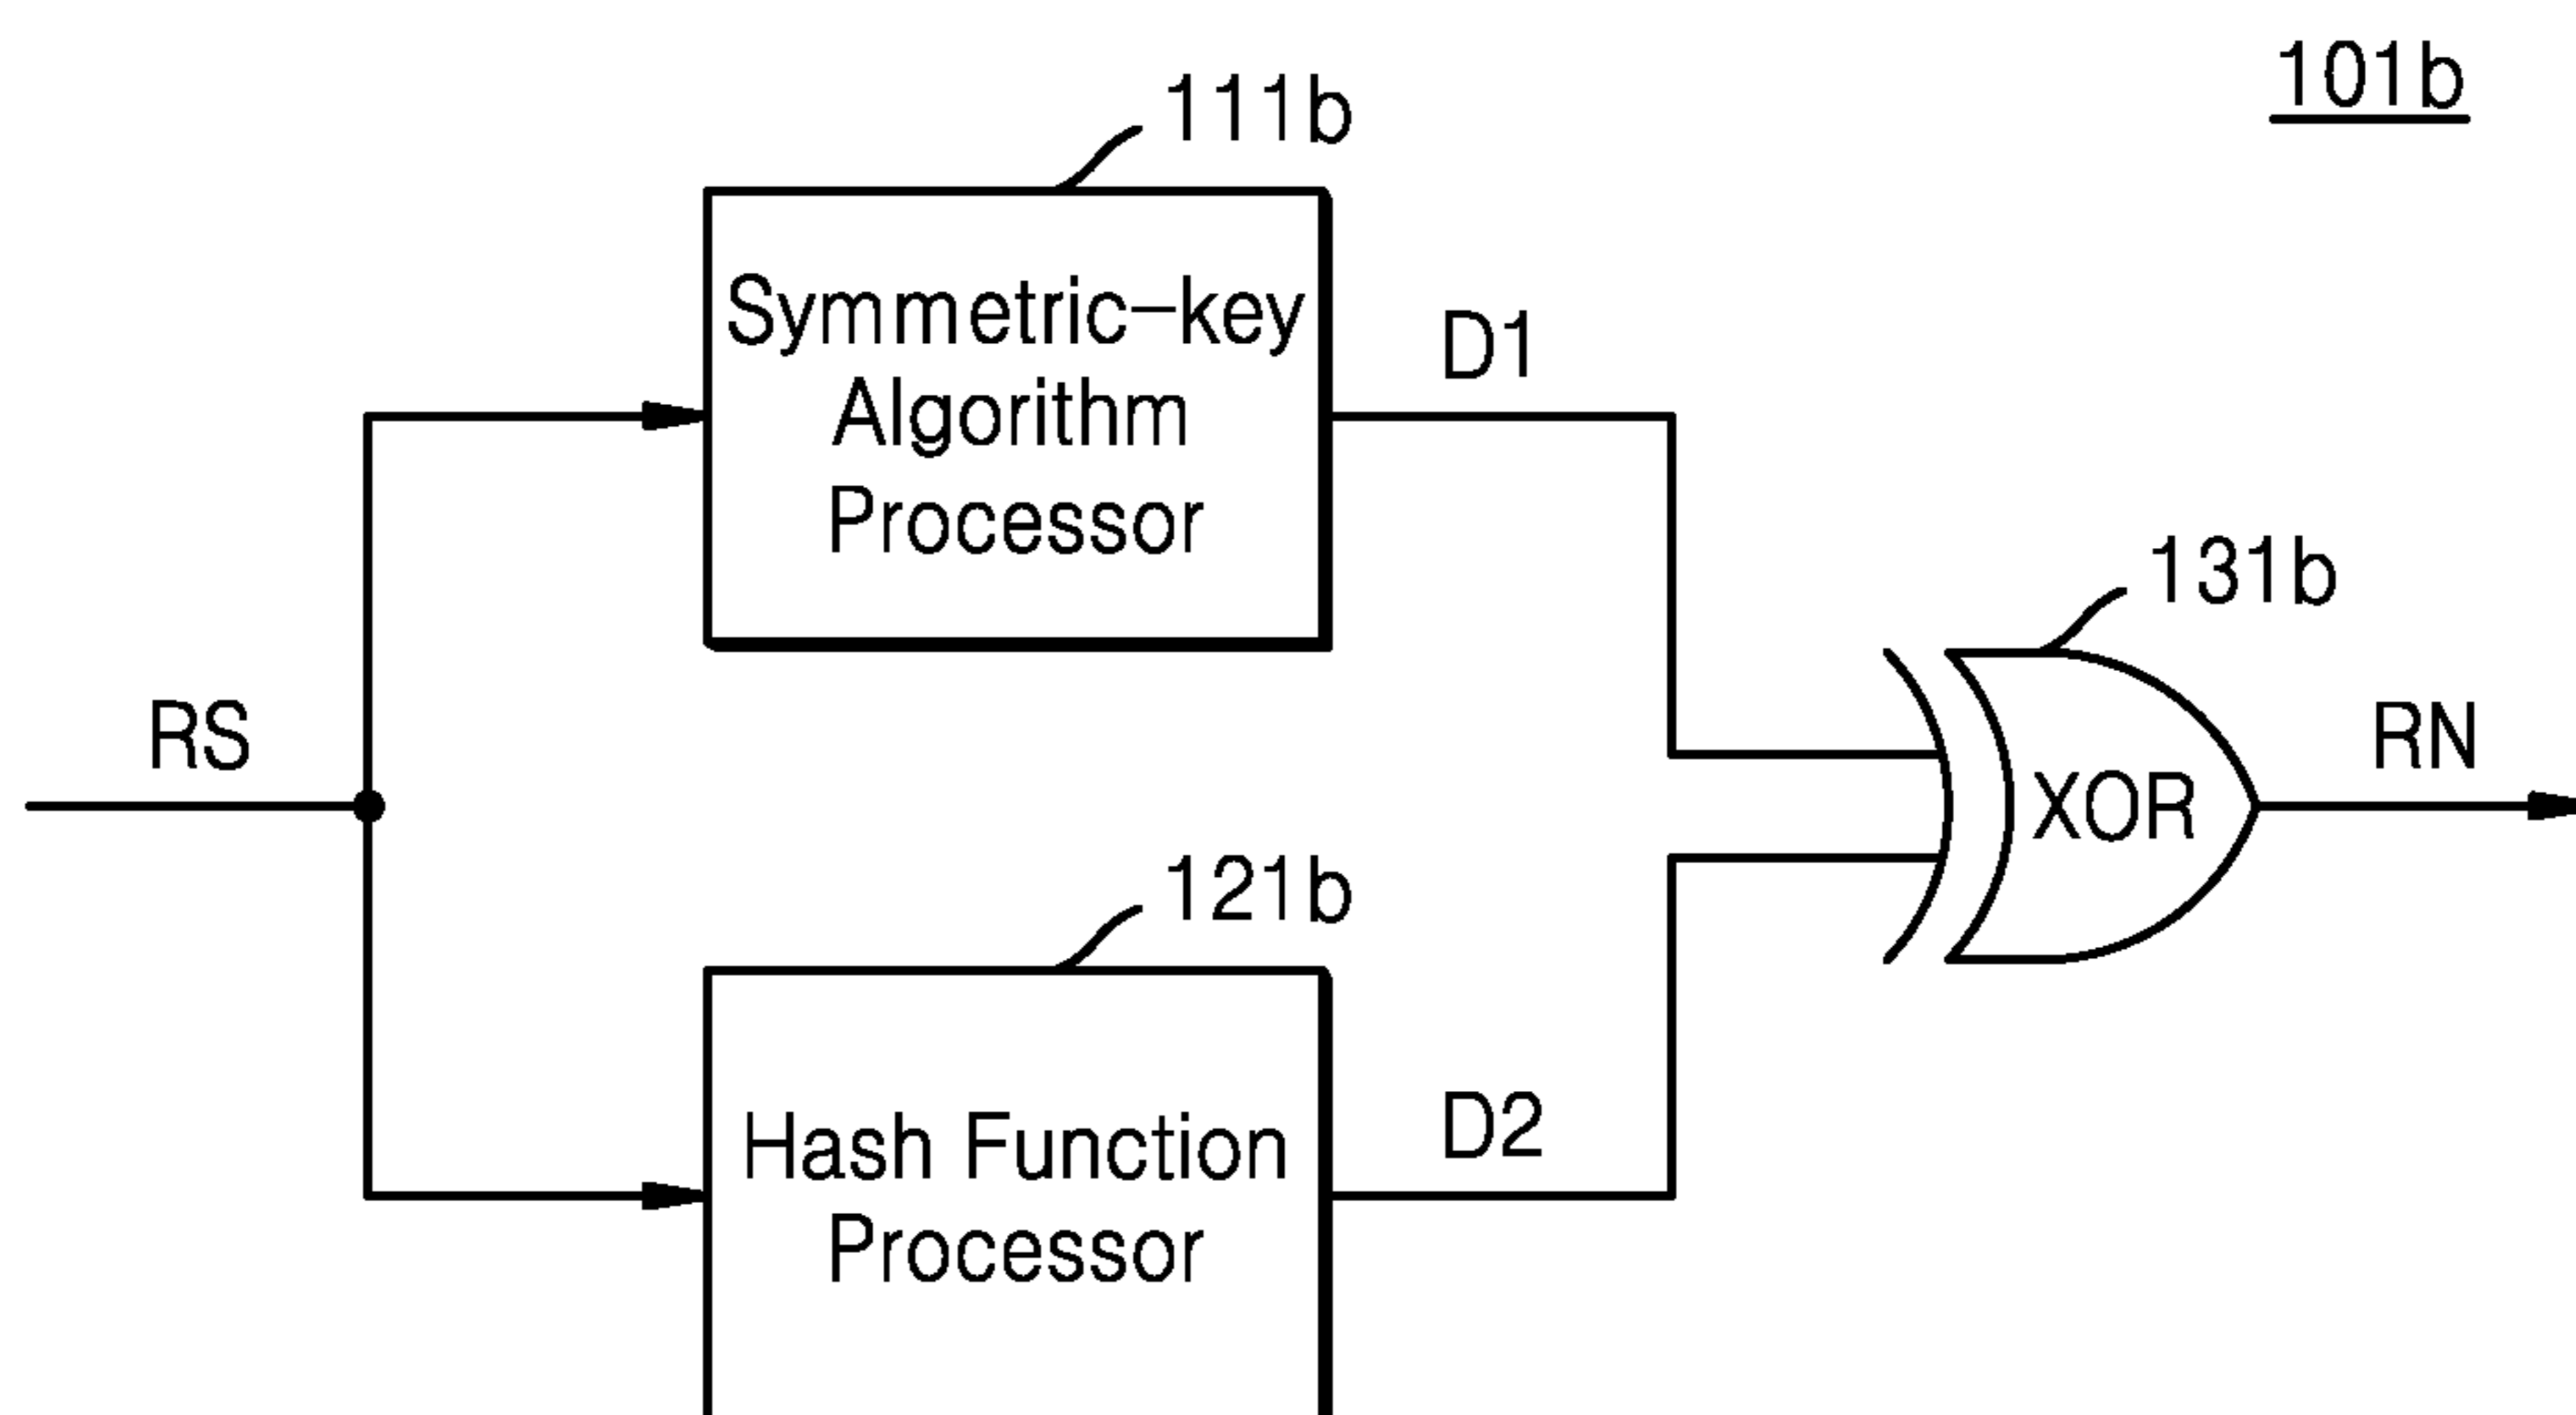 101b
111b
Symmetric-key
Algorithm
Processor
D1
131b
RS
XOR
RN
121b
Hash Function
Processor
D2